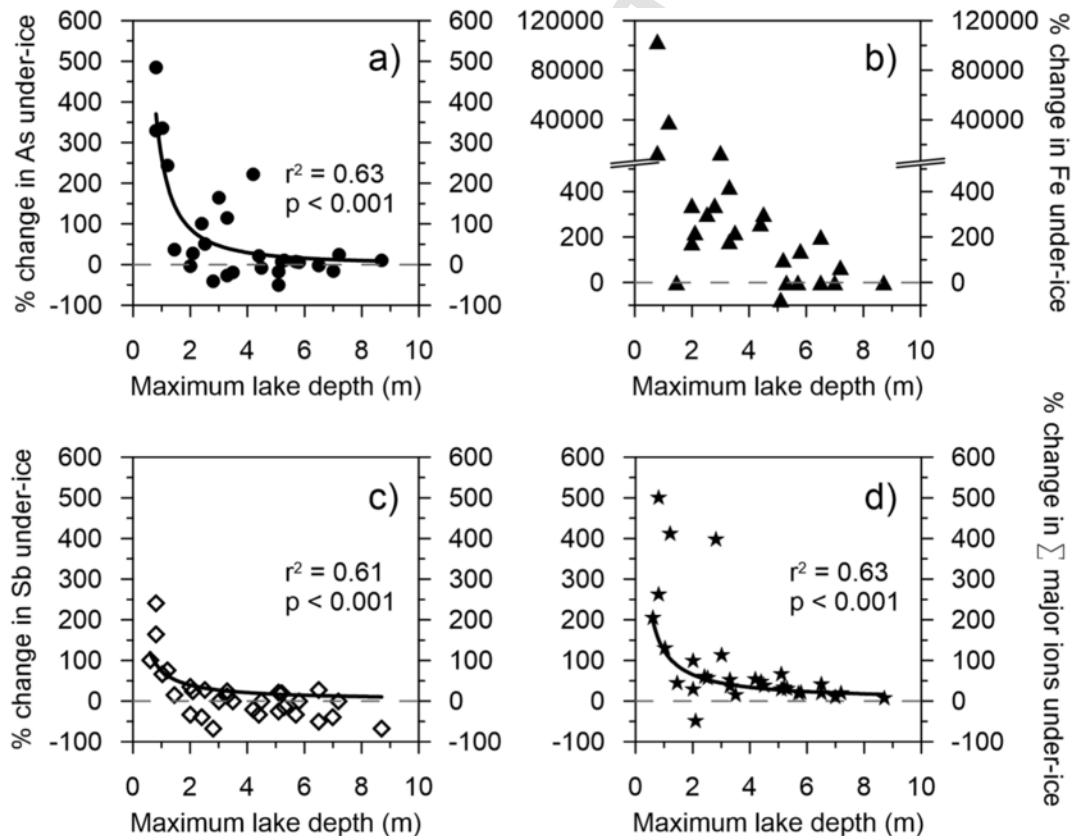 % change in As under-ice
600
500
400
300
200
100
0
-100
a)
r² = 0.63
p < 0.001
600
500
400
300
200
100
0
-100
0 2 4 6 8 10
Maximum lake depth (m)
120000
80000
40000
400
200
0
b)
120000
80000
40000
400
200
0
% change in Fe under-ice
0 2 4 6 8 10
Maximum lake depth (m)
% change in Sb under-ice
600
500
400
300
200
100
0
-100
c)
r² = 0.61
p < 0.001
600
500
400
300
200
100
0
-100
0 2 4 6 8 10
Maximum lake depth (m)
600
500
400
300
200
100
0
-100
d)
r² = 0.63
p < 0.001
600
500
400
300
200
100
0
-100
% change in ∑ major ions under-ice
0 2 4 6 8 10
Maximum lake depth (m)